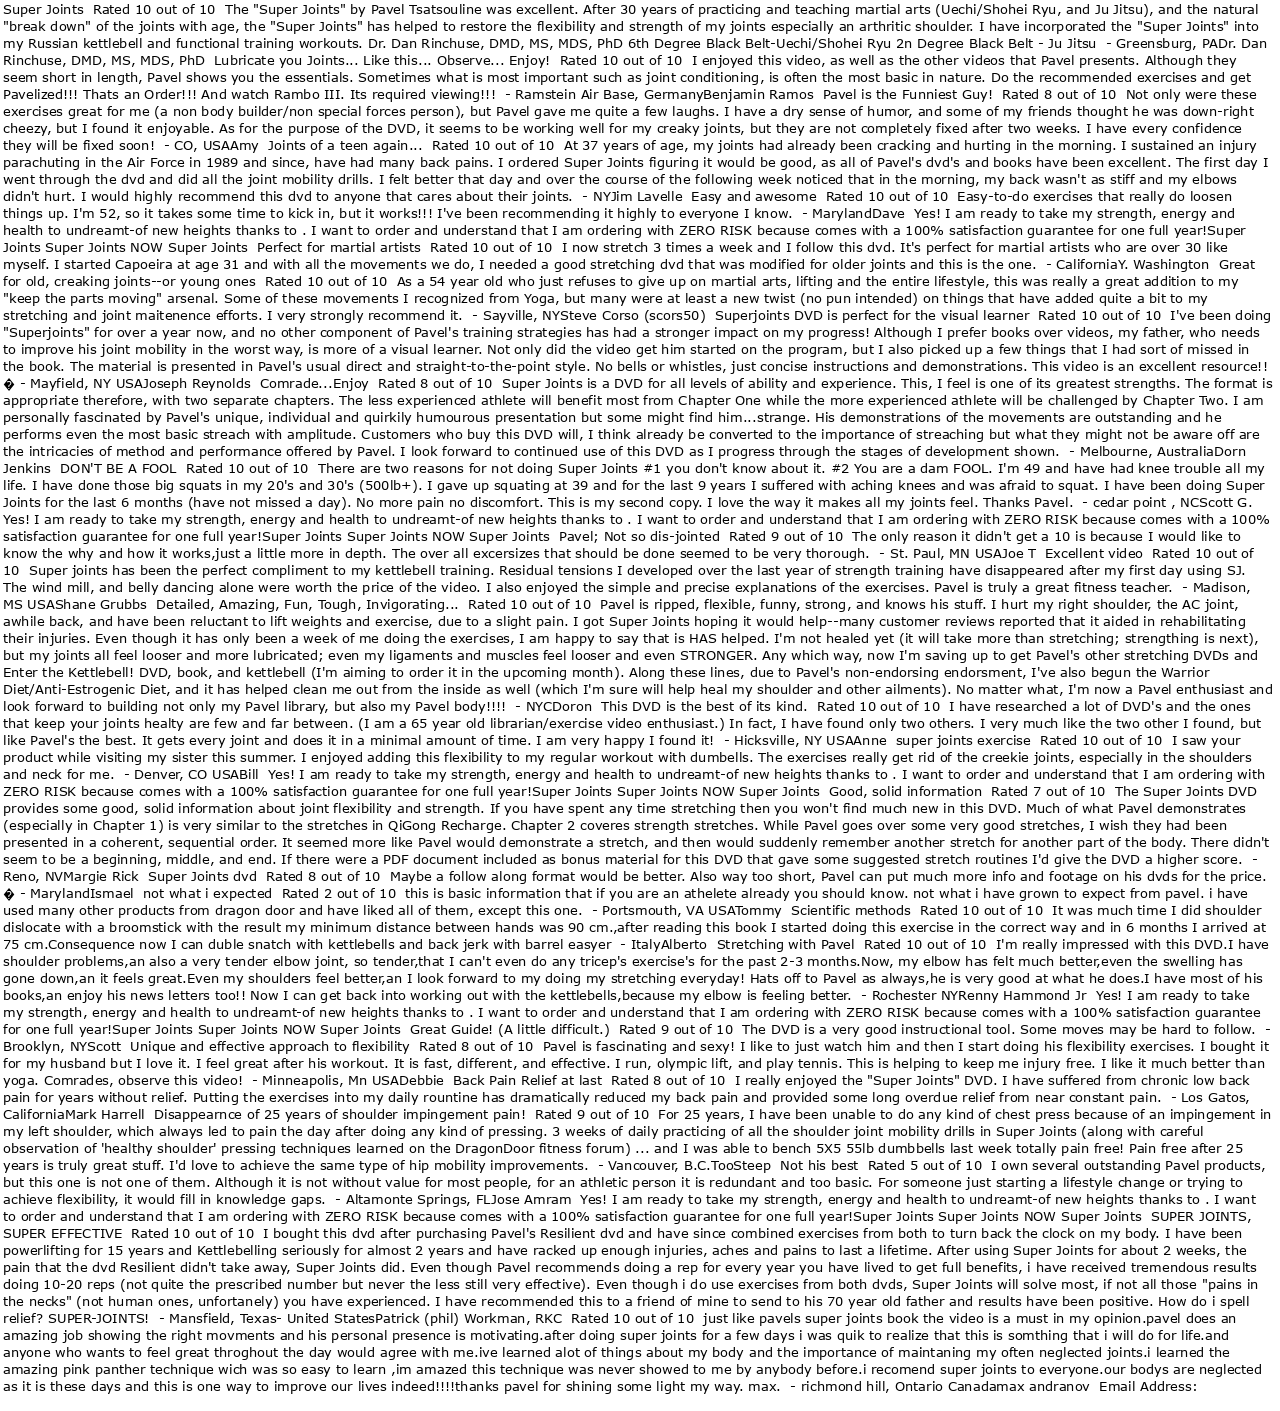 Super Joints  Rated 10 out of 10  The "Super Joints" by Pavel Tsatsouline was excellent. After 30 years of practicing and teaching martial arts (Uechi/Shohei Ryu, and Ju Jitsu), and the natural
"break down" of the joints with age, the "Super Joints" has helped to restore the flexibility and strength of my joints especially an arthritic shoulder. I have incorporated the "Super Joints" into
my Russian kettlebell and functional training workouts. Dr. Dan Rinchuse, DMD, MS, MDS, PhD 6th Degree Black Belt-Uechi/Shohei Ryu 2n Degree Black Belt - Ju Jitsu  - Greensburg, PADr. Dan
Rinchuse, DMD, MS, MDS, PhD  Lubricate you Joints... Like this... Observe... Enjoy!  Rated 10 out of 10  I enjoyed this video, as well as the other videos that Pavel presents. Although they
seem short in length, Pavel shows you the essentials. Sometimes what is most important such as joint conditioning, is often the most basic in nature. Do the recommended exercises and get
Pavelized!!! Thats an Order!!! And watch Rambo III. Its required viewing!!!  - Ramstein Air Base, GermanyBenjamin Ramos  Pavel is the Funniest Guy!  Rated 8 out of 10  Not only were these
exercises great for me (a non body builder/non special forces person), but Pavel gave me quite a few laughs. I have a dry sense of humor, and some of my friends thought he was down-right
cheezy, but I found it enjoyable. As for the purpose of the DVD, it seems to be working well for my creaky joints, but they are not completely fixed after two weeks. I have every confidence
they will be fixed soon!  - CO, USAAmy  Joints of a teen again...  Rated 10 out of 10  At 37 years of age, my joints had already been cracking and hurting in the morning. I sustained an injury
parachuting in the Air Force in 1989 and since, have had many back pains. I ordered Super Joints figuring it would be good, as all of Pavel's dvd's and books have been excellent. The first day I
went through the dvd and did all the joint mobility drills. I felt better that day and over the course of the following week noticed that in the morning, my back wasn't as stiff and my elbows
didn't hurt. I would highly recommend this dvd to anyone that cares about their joints.  - NYJim Lavelle  Easy and awesome  Rated 10 out of 10  Easy-to-do exercises that really do loosen
things up. I'm 52, so it takes some time to kick in, but it works!!! I've been recommending it highly to everyone I know.  - MarylandDave  Yes! I am ready to take my strength, energy and
health to undreamt-of new heights thanks to . I want to order and understand that I am ordering with ZERO RISK because comes with a 100% satisfaction guarantee for one full year!Super
Joints Super Joints NOW Super Joints  Perfect for martial artists  Rated 10 out of 10  I now stretch 3 times a week and I follow this dvd. It's perfect for martial artists who are over 30 like
myself. I started Capoeira at age 31 and with all the movements we do, I needed a good stretching dvd that was modified for older joints and this is the one.  - CaliforniaY. Washington  Great
for old, creaking joints--or young ones  Rated 10 out of 10  As a 54 year old who just refuses to give up on martial arts, lifting and the entire lifestyle, this was really a great addition to my
"keep the parts moving" arsenal. Some of these movements I recognized from Yoga, but many were at least a new twist (no pun intended) on things that have added quite a bit to my
stretching and joint maitenence efforts. I very strongly recommend it.  - Sayville, NYSteve Corso (scors50)  Superjoints DVD is perfect for the visual learner  Rated 10 out of 10  I've been doing
"Superjoints" for over a year now, and no other component of Pavel's training strategies has had a stronger impact on my progress! Although I prefer books over videos, my father, who needs
to improve his joint mobility in the worst way, is more of a visual learner. Not only did the video get him started on the program, but I also picked up a few things that I had sort of missed in
the book. The material is presented in Pavel's usual direct and straight-to-the-point style. No bells or whistles, just concise instructions and demonstrations. This video is an excellent resource!!
� - Mayfield, NY USAJoseph Reynolds  Comrade...Enjoy  Rated 8 out of 10  Super Joints is a DVD for all levels of ability and experience. This, I feel is one of its greatest strengths. The format is
appropriate therefore, with two separate chapters. The less experienced athlete will benefit most from Chapter One while the more experienced athlete will be challenged by Chapter Two. I am
personally fascinated by Pavel's unique, individual and quirkily humourous presentation but some might find him...strange. His demonstrations of the movements are outstanding and he
performs even the most basic streach with amplitude. Customers who buy this DVD will, I think already be converted to the importance of streaching but what they might not be aware off are
the intricacies of method and performance offered by Pavel. I look forward to continued use of this DVD as I progress through the stages of development shown.  - Melbourne, AustraliaDorn
Jenkins  DON'T BE A FOOL  Rated 10 out of 10  There are two reasons for not doing Super Joints #1 you don't know about it. #2 You are a dam FOOL. I'm 49 and have had knee trouble all my
life. I have done those big squats in my 20's and 30's (500lb+). I gave up squating at 39 and for the last 9 years I suffered with aching knees and was afraid to squat. I have been doing Super
Joints for the last 6 months (have not missed a day). No more pain no discomfort. This is my second copy. I love the way it makes all my joints feel. Thanks Pavel.  - cedar point , NCScott G.
Yes! I am ready to take my strength, energy and health to undreamt-of new heights thanks to . I want to order and understand that I am ordering with ZERO RISK because comes with a 100%
satisfaction guarantee for one full year!Super Joints Super Joints NOW Super Joints  Pavel; Not so dis-jointed  Rated 9 out of 10  The only reason it didn't get a 10 is because I would like to
know the why and how it works,just a little more in depth. The over all excersizes that should be done seemed to be very thorough.  - St. Paul, MN USAJoe T  Excellent video  Rated 10 out of
10  Super joints has been the perfect compliment to my kettlebell training. Residual tensions I developed over the last year of strength training have disappeared after my first day using SJ.
The wind mill, and belly dancing alone were worth the price of the video. I also enjoyed the simple and precise explanations of the exercises. Pavel is truly a great fitness teacher.  - Madison,
MS USAShane Grubbs  Detailed, Amazing, Fun, Tough, Invigorating...  Rated 10 out of 10  Pavel is ripped, flexible, funny, strong, and knows his stuff. I hurt my right shoulder, the AC joint,
awhile back, and have been reluctant to lift weights and exercise, due to a slight pain. I got Super Joints hoping it would help--many customer reviews reported that it aided in rehabilitating
their injuries. Even though it has only been a week of me doing the exercises, I am happy to say that is HAS helped. I'm not healed yet (it will take more than stretching; strengthing is next),
but my joints all feel looser and more lubricated; even my ligaments and muscles feel looser and even STRONGER. Any which way, now I'm saving up to get Pavel's other stretching DVDs and
Enter the Kettlebell! DVD, book, and kettlebell (I'm aiming to order it in the upcoming month). Along these lines, due to Pavel's non-endorsing endorsment, I've also begun the Warrior
Diet/Anti-Estrogenic Diet, and it has helped clean me out from the inside as well (which I'm sure will help heal my shoulder and other ailments). No matter what, I'm now a Pavel enthusiast and
look forward to building not only my Pavel library, but also my Pavel body!!!!  - NYCDoron  This DVD is the best of its kind.  Rated 10 out of 10  I have researched a lot of DVD's and the ones
that keep your joints healty are few and far between. (I am a 65 year old librarian/exercise video enthusiast.) In fact, I have found only two others. I very much like the two other I found, but
like Pavel's the best. It gets every joint and does it in a minimal amount of time. I am very happy I found it!  - Hicksville, NY USAAnne  super joints exercise  Rated 10 out of 10  I saw your
product while visiting my sister this summer. I enjoyed adding this flexibility to my regular workout with dumbells. The exercises really get rid of the creekie joints, especially in the shoulders
and neck for me.  - Denver, CO USABill  Yes! I am ready to take my strength, energy and health to undreamt-of new heights thanks to . I want to order and understand that I am ordering with
ZERO RISK because comes with a 100% satisfaction guarantee for one full year!Super Joints Super Joints NOW Super Joints  Good, solid information  Rated 7 out of 10  The Super Joints DVD
provides some good, solid information about joint flexibility and strength. If you have spent any time stretching then you won't find much new in this DVD. Much of what Pavel demonstrates
(especially in Chapter 1) is very similar to the stretches in QiGong Recharge. Chapter 2 coveres strength stretches. While Pavel goes over some very good stretches, I wish they had been
presented in a coherent, sequential order. It seemed more like Pavel would demonstrate a stretch, and then would suddenly remember another stretch for another part of the body. There didn't
seem to be a beginning, middle, and end. If there were a PDF document included as bonus material for this DVD that gave some suggested stretch routines I'd give the DVD a higher score.  -
Reno, NVMargie Rick  Super Joints dvd  Rated 8 out of 10  Maybe a follow along format would be better. Also way too short, Pavel can put much more info and footage on his dvds for the price.
� - MarylandIsmael  not what i expected  Rated 2 out of 10  this is basic information that if you are an athelete already you should know. not what i have grown to expect from pavel. i have
used many other products from dragon door and have liked all of them, except this one.  - Portsmouth, VA USATommy  Scientific methods  Rated 10 out of 10  It was much time I did shoulder
dislocate with a broomstick with the result my minimum distance between hands was 90 cm.,after reading this book I started doing this exercise in the correct way and in 6 months I arrived at
75 cm.Consequence now I can duble snatch with kettlebells and back jerk with barrel easyer  - ItalyAlberto  Stretching with Pavel  Rated 10 out of 10  I'm really impressed with this DVD.I have
shoulder problems,an also a very tender elbow joint, so tender,that I can't even do any tricep's exercise's for the past 2-3 months.Now, my elbow has felt much better,even the swelling has
gone down,an it feels great.Even my shoulders feel better,an I look forward to my doing my stretching everyday! Hats off to Pavel as always,he is very good at what he does.I have most of his
books,an enjoy his news letters too!! Now I can get back into working out with the kettlebells,because my elbow is feeling better.  - Rochester NYRenny Hammond Jr  Yes! I am ready to take
my strength, energy and health to undreamt-of new heights thanks to . I want to order and understand that I am ordering with ZERO RISK because comes with a 100% satisfaction guarantee
for one full year!Super Joints Super Joints NOW Super Joints  Great Guide! (A little difficult.)  Rated 9 out of 10  The DVD is a very good instructional tool. Some moves may be hard to follow.  -
Brooklyn, NYScott  Unique and effective approach to flexibility  Rated 8 out of 10  Pavel is fascinating and sexy! I like to just watch him and then I start doing his flexibility exercises. I bought it
for my husband but I love it. I feel great after his workout. It is fast, different, and effective. I run, olympic lift, and play tennis. This is helping to keep me injury free. I like it much better than
yoga. Comrades, observe this video!  - Minneapolis, Mn USADebbie  Back Pain Relief at last  Rated 8 out of 10  I really enjoyed the "Super Joints" DVD. I have suffered from chronic low back
pain for years without relief. Putting the exercises into my daily rountine has dramatically reduced my back pain and provided some long overdue relief from near constant pain.  - Los Gatos,
CaliforniaMark Harrell  Disappearnce of 25 years of shoulder impingement pain!  Rated 9 out of 10  For 25 years, I have been unable to do any kind of chest press because of an impingement in
my left shoulder, which always led to pain the day after doing any kind of pressing. 3 weeks of daily practicing of all the shoulder joint mobility drills in Super Joints (along with careful
observation of 'healthy shoulder' pressing techniques learned on the DragonDoor fitness forum) ... and I was able to bench 5X5 55lb dumbbells last week totally pain free! Pain free after 25
years is truly great stuff. I'd love to achieve the same type of hip mobility improvements.  - Vancouver, B.C.TooSteep  Not his best  Rated 5 out of 10  I own several outstanding Pavel products,
but this one is not one of them. Although it is not without value for most people, for an athletic person it is redundant and too basic. For someone just starting a lifestyle change or trying to
achieve flexibility, it would fill in knowledge gaps.  - Altamonte Springs, FLJose Amram  Yes! I am ready to take my strength, energy and health to undreamt-of new heights thanks to . I want
to order and understand that I am ordering with ZERO RISK because comes with a 100% satisfaction guarantee for one full year!Super Joints Super Joints NOW Super Joints  SUPER JOINTS,
SUPER EFFECTIVE  Rated 10 out of 10  I bought this dvd after purchasing Pavel's Resilient dvd and have since combined exercises from both to turn back the clock on my body. I have been
powerlifting for 15 years and Kettlebelling seriously for almost 2 years and have racked up enough injuries, aches and pains to last a lifetime. After using Super Joints for about 2 weeks, the
pain that the dvd Resilient didn't take away, Super Joints did. Even though Pavel recommends doing a rep for every year you have lived to get full benefits, i have received tremendous results
doing 10-20 reps (not quite the prescribed number but never the less still very effective). Even though i do use exercises from both dvds, Super Joints will solve most, if not all those "pains in
the necks" (not human ones, unfortanely) you have experienced. I have recommended this to a friend of mine to send to his 70 year old father and results have been positive. How do i spell
relief? SUPER-JOINTS!  - Mansfield, Texas- United StatesPatrick (phil) Workman, RKC  Rated 10 out of 10  just like pavels super joints book the video is a must in my opinion.pavel does an
amazing job showing the right movments and his personal presence is motivating.after doing super joints for a few days i was quik to realize that this is somthing that i will do for life.and
anyone who wants to feel great throghout the day would agree with me.ive learned alot of things about my body and the importance of maintaning my often neglected joints.i learned the
amazing pink panther technique wich was so easy to learn ,im amazed this technique was never showed to me by anybody before.i recomend super joints to everyone.our bodys are neglected
as it is these days and this is one way to improve our lives indeed!!!!thanks pavel for shining some light my way. max.  - richmond hill, Ontario Canadamax andranov  Email Address: